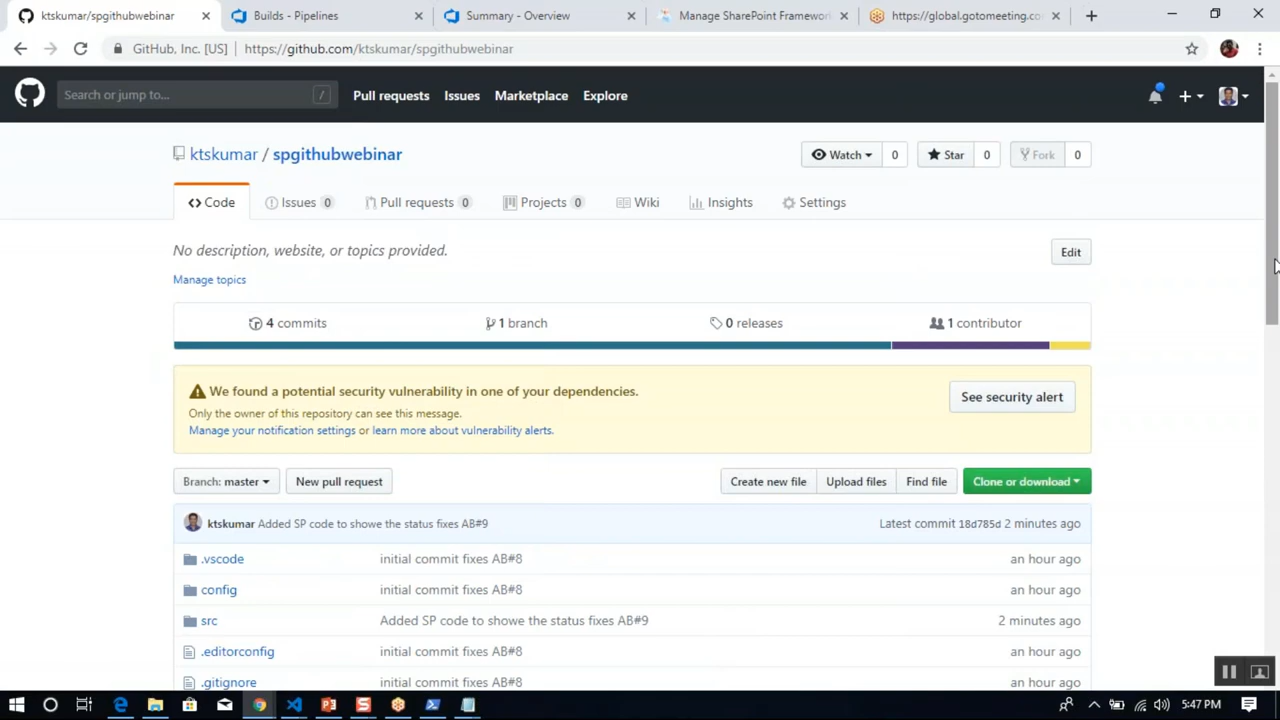 ktskumar/spgithubwebinar
Builds - Pipelines
Summary - Overview
Manage SharePoint Framework
https://global.gotomeeting.co
GitHub, Inc. [US] | https://github.com/ktskumar/spgithubwebinar
Search or jump to... /
Pull requests Issues Marketplace Explore
ktskumar / spgithubwebinar
Watch 0 Star 0 Fork 0
Code Issues 0 Pull requests 0 Projects 0 Wiki Insights Settings
No description, website, or topics provided.
Edit
Manage topics
4 commits 1 branch 0 releases 1 contributor
We found a potential security vulnerability in one of your dependencies.
Only the owner of this repository can see this message.
Manage your notification settings or learn more about vulnerability alerts.
See security alert
Branch: master New pull request Create new file Upload files Find file Clone or download
ktskumar Added SP code to showe the status fixes AB#9 Latest commit 18d785d 2 minutes ago
.vscode initial commit fixes AB#8 an hour ago
config initial commit fixes AB#8 an hour ago
src Added SP code to showe the status fixes AB#9 2 minutes ago
.editorconfig initial commit fixes AB#8 an hour ago
.gitignore initial commit fixes AB#8 an hour ago
5:47 PM